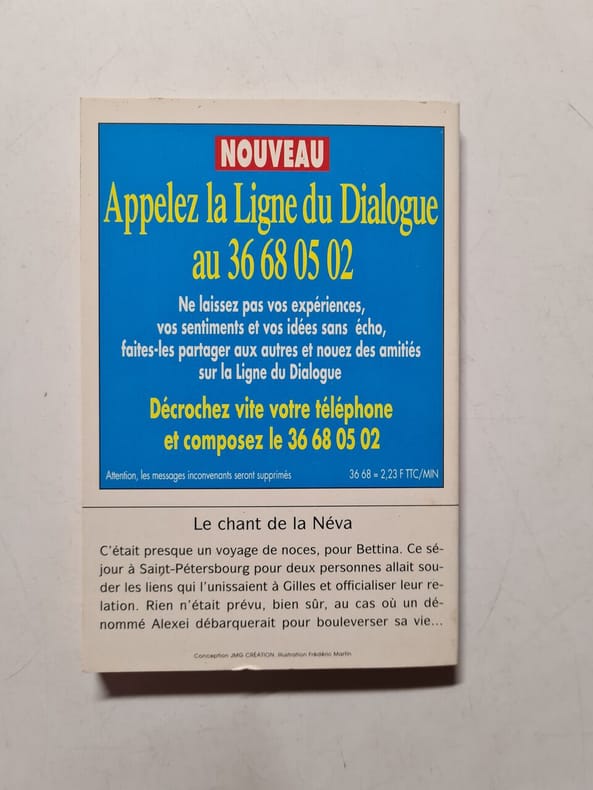 NOUVEAU
Appelez la Ligne du Dialogue
au 36 68 05 02
Ne laissez pas vos expériences,
vos sentiments et vos idées sans écho,
faites-les partager aux autres et nouez des amitiés
sur la Ligne du Dialogue
Décrochez vite votre téléphone
et composez le 36 68 05 02
Attention, les messages inconvenants seront supprimés
36 68 = 2,23 F TTC/MIN
Le chant de la Néva
C'était presque un voyage de noces, pour Bettina. Ce sé-
jour à Saint-Pétersbourg pour deux personnes allait sou-
der les liens qui l'unissaient à Gilles et officialiser leur re-
lation. Rien n'était prévu, bien sûr, au cas où un dé-
nommé Alexei débarquerait pour bouleverser sa vie...
Conception JMG CRÉATION. Illustration Frédéric Martin